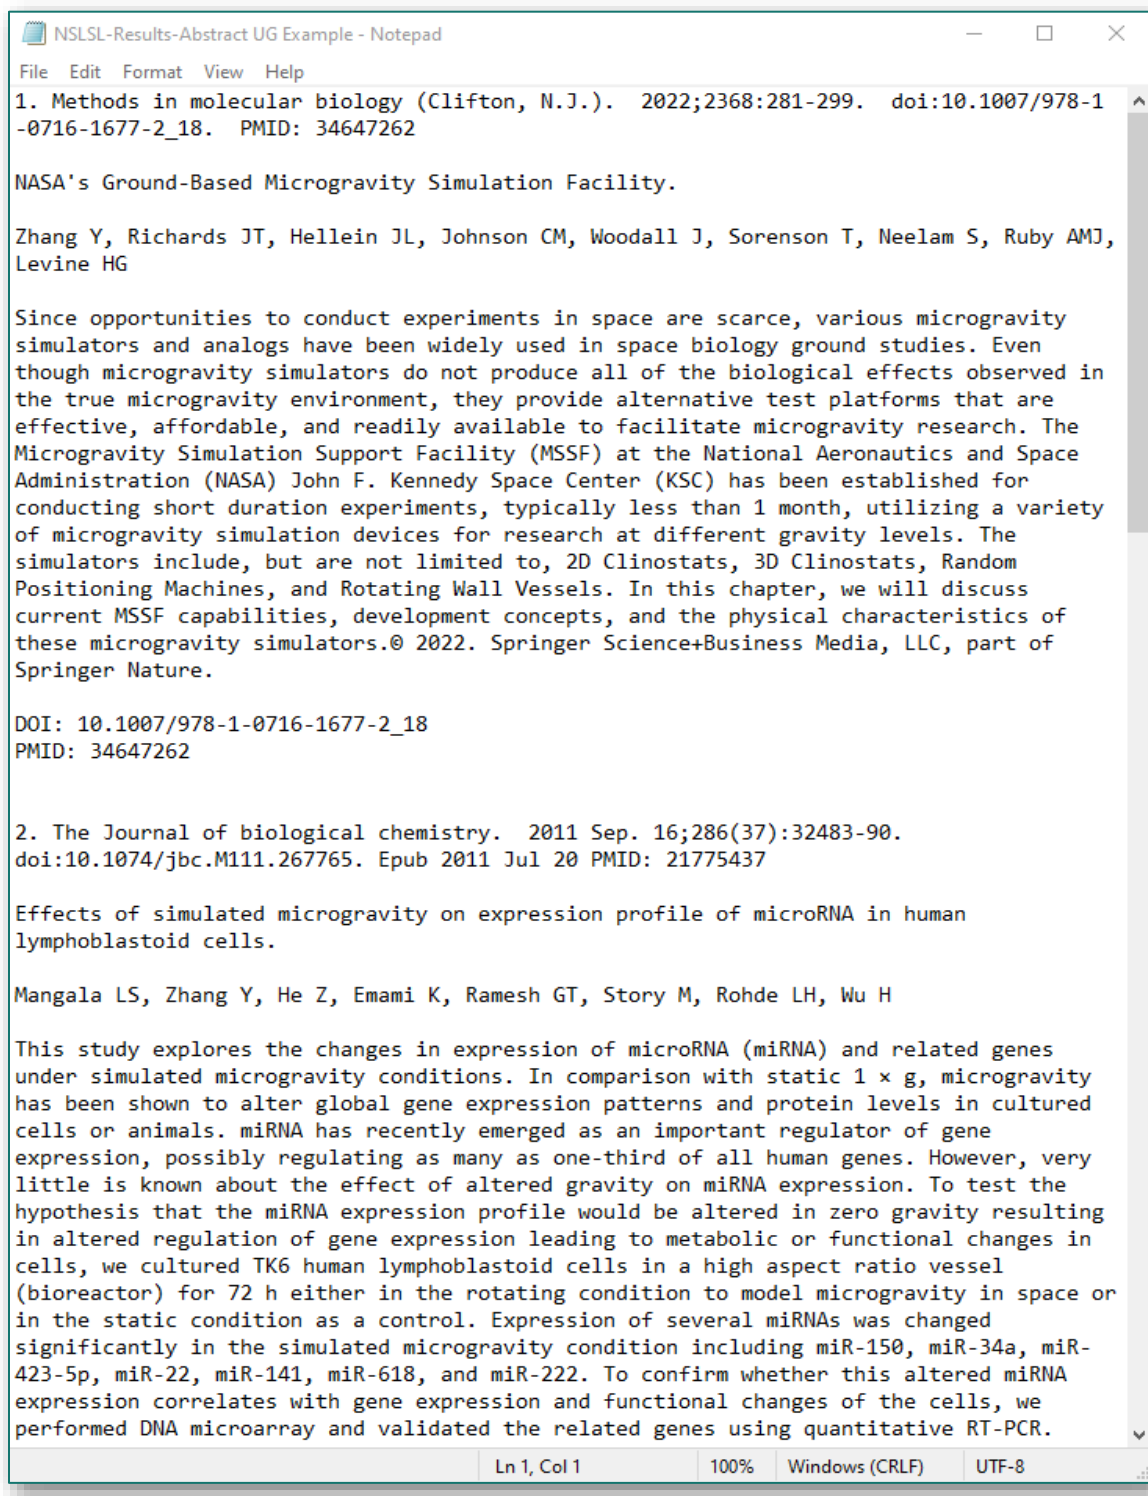 NSLSL-Results-Abstract UG Example - Notepad
File Edit Format View Help
1. Methods in molecular biology (Clifton, N.J.).  2022;2368:281-299.  doi:10.1007/978-1
-0716-1677-2_18.  PMID: 34647262
NASA's Ground-Based Microgravity Simulation Facility.
Zhang Y, Richards JT, Hellein JL, Johnson CM, Woodall J, Sorenson T, Neelam S, Ruby AMJ,
Levine HG
Since opportunities to conduct experiments in space are scarce, various microgravity
simulators and analogs have been widely used in space biology ground studies. Even
though microgravity simulators do not produce all of the biological effects observed in
the true microgravity environment, they provide alternative test platforms that are
effective, affordable, and readily available to facilitate microgravity research. The
Microgravity Simulation Support Facility (MSSF) at the National Aeronautics and Space
Administration (NASA) John F. Kennedy Space Center (KSC) has been established for
conducting short duration experiments, typically less than 1 month, utilizing a variety
of microgravity simulation devices for research at different gravity levels. The
simulators include, but are not limited to, 2D Clinostats, 3D Clinostats, Random
Positioning Machines, and Rotating Wall Vessels. In this chapter, we will discuss
current MSSF capabilities, development concepts, and the physical characteristics of
these microgravity simulators.© 2022. Springer Science+Business Media, LLC, part of
Springer Nature.
DOI: 10.1007/978-1-0716-1677-2_18
PMID: 34647262
2. The Journal of biological chemistry.  2011 Sep. 16;286(37):32483-90.
doi:10.1074/jbc.M111.267765. Epub 2011 Jul 20 PMID: 21775437
Effects of simulated microgravity on expression profile of microRNA in human
lymphoblastoid cells.
Mangala LS, Zhang Y, He Z, Emami K, Ramesh GT, Story M, Rohde LH, Wu H
This study explores the changes in expression of microRNA (miRNA) and related genes
under simulated microgravity conditions. In comparison with static 1 × g, microgravity
has been shown to alter global gene expression patterns and protein levels in cultured
cells or animals. miRNA has recently emerged as an important regulator of gene
expression, possibly regulating as many as one-third of all human genes. However, very
little is known about the effect of altered gravity on miRNA expression. To test the
hypothesis that the miRNA expression profile would be altered in zero gravity resulting
in altered regulation of gene expression leading to metabolic or functional changes in
cells, we cultured TK6 human lymphoblastoid cells in a high aspect ratio vessel
(bioreactor) for 72 h either in the rotating condition to model microgravity in space or
in the static condition as a control. Expression of several miRNAs was changed
significantly in the simulated microgravity condition including miR-150, miR-34a, miR-
423-5p, miR-22, miR-141, miR-618, and miR-222. To confirm whether this altered miRNA
expression correlates with gene expression and functional changes of the cells, we
performed DNA microarray and validated the related genes using quantitative RT-PCR.
Ln 1, Col 1 100% Windows (CRLF) UTF-8